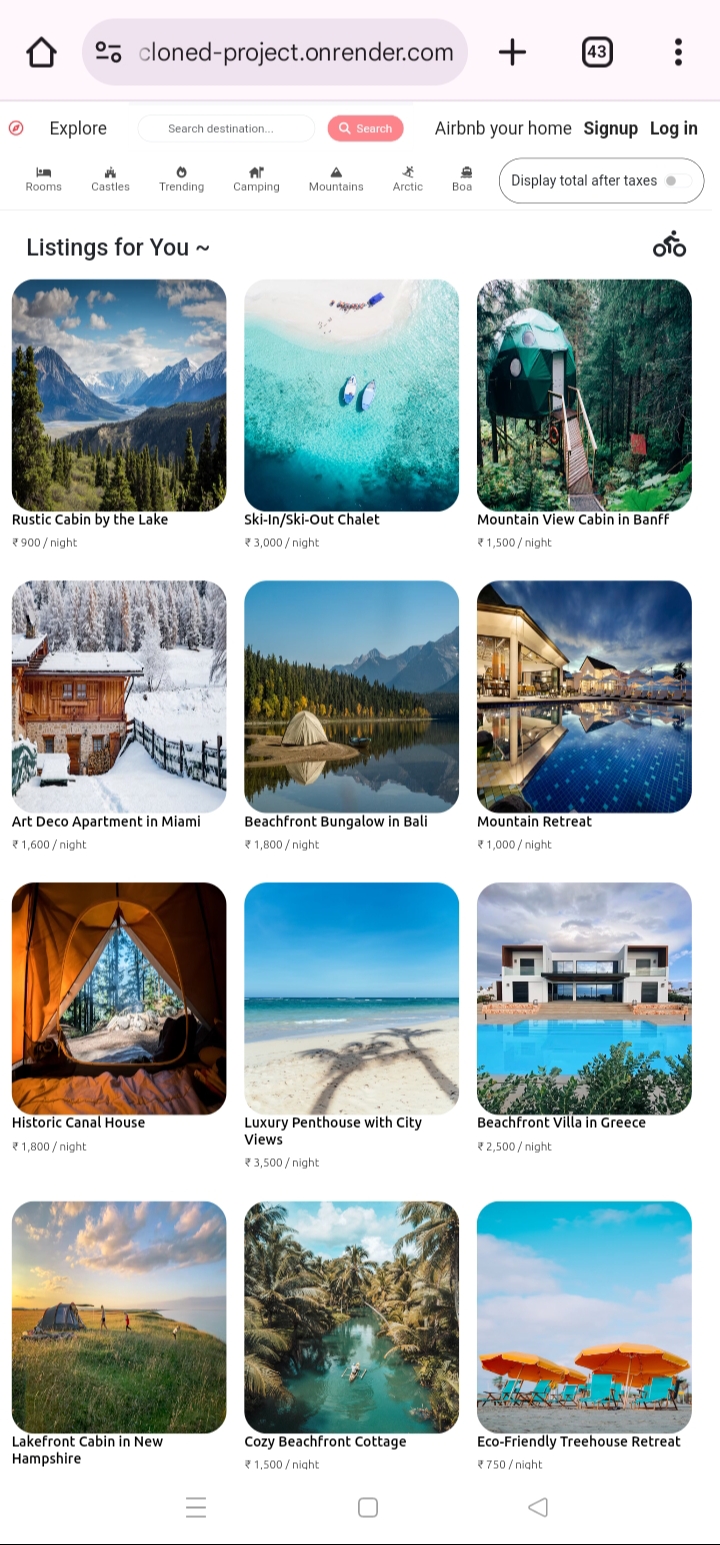 cloned-project.onrender.com
43
Explore
Search destination...
Search
Airbnb your home
Signup
Log in
Rooms
Castles
Trending
Camping
Mountains
Arctic
Boa
Display total after taxes
Listings for You ~
Rustic Cabin by the Lake
₹ 900 / night
Ski-In/Ski-Out Chalet
₹ 3,000 / night
Mountain View Cabin in Banff
₹ 1,500 / night
Art Deco Apartment in Miami
₹ 1,600 / night
Beachfront Bungalow in Bali
₹ 1,800 / night
Mountain Retreat
₹ 1,000 / night
Historic Canal House
₹ 1,800 / night
Luxury Penthouse with City
Views
₹ 3,500 / night
Beachfront Villa in Greece
₹ 2,500 / night
Lakefront Cabin in New
Hampshire
Cozy Beachfront Cottage
₹ 1,500 / night
Eco-Friendly Treehouse Retreat
₹ 750 / night